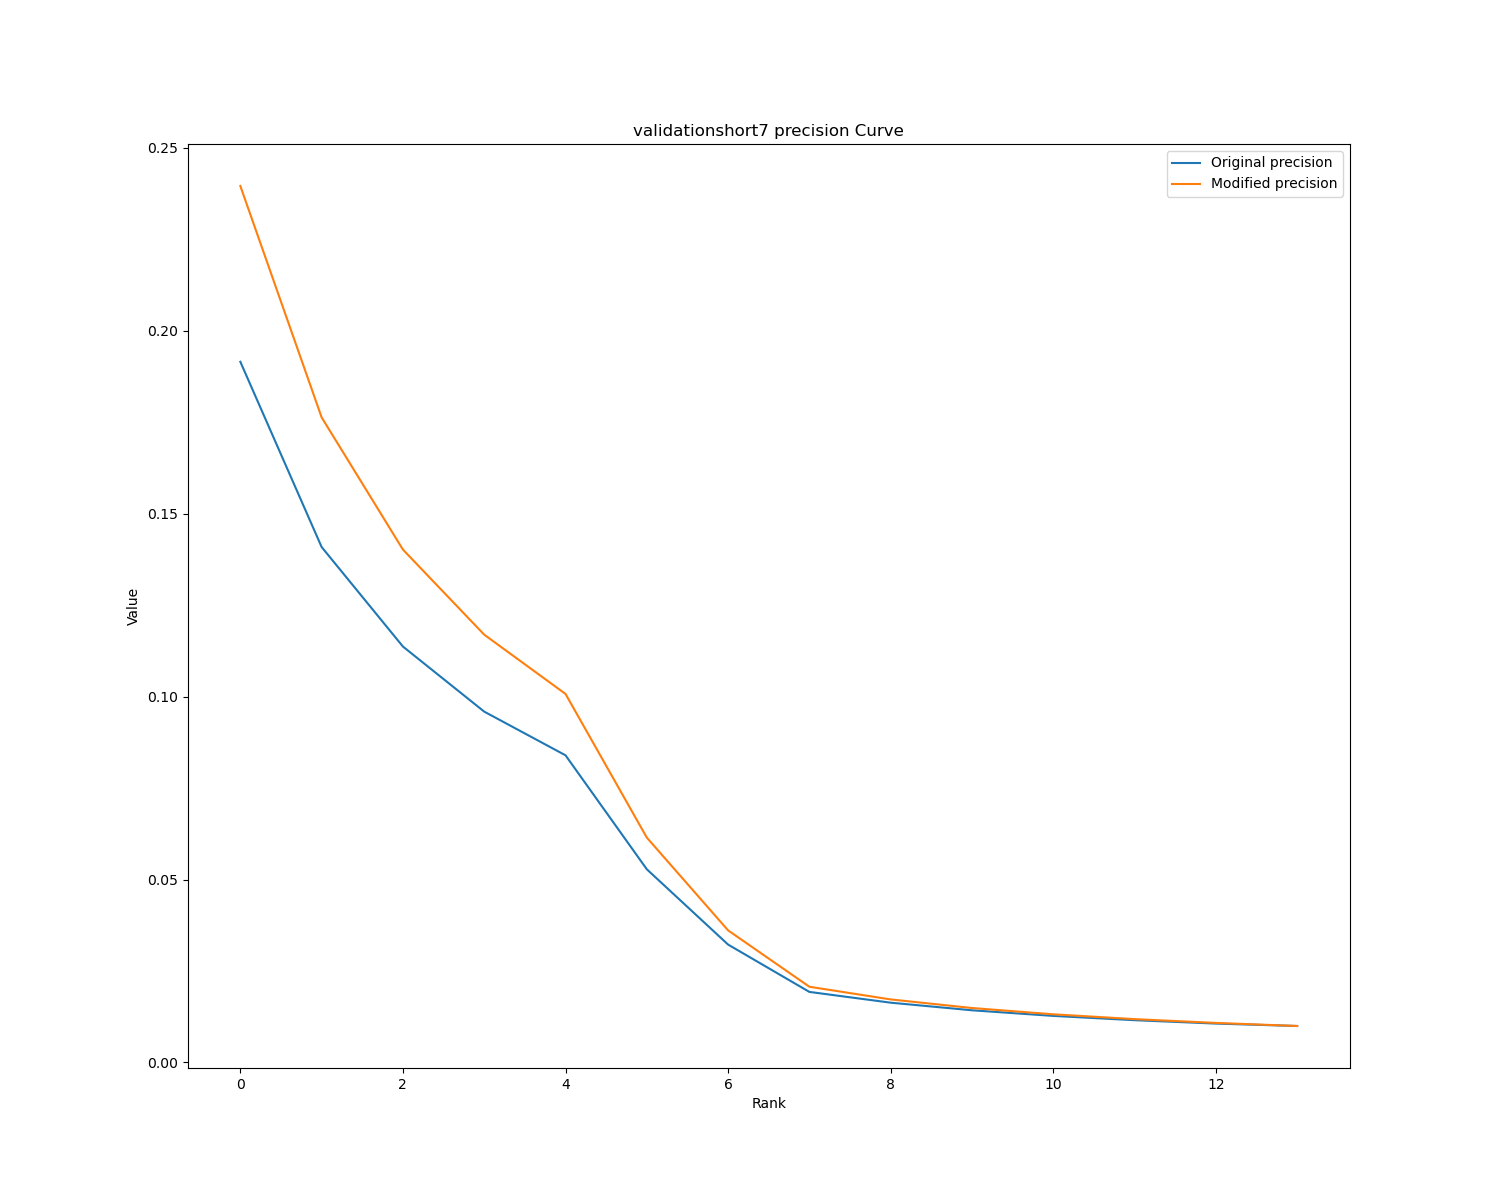 validationshort7 precision Curve
Original precision
Modified precision
0.25
0.20
0.15
0.10
0.05
0.00
Value
0 2 4 6 8 10 12
Rank